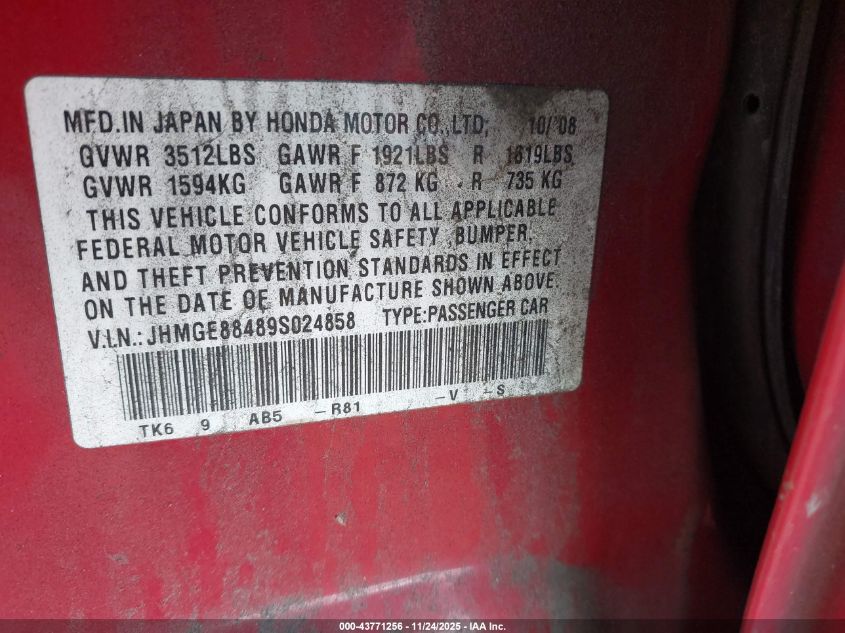 MFD.IN JAPAN BY HONDA MOTOR CO.,LTD; 10/'08
GVWR 3512LBS GAWR F 1921LBS R 1619LBS
GVWR 1594KG GAWR F 872 KG R 735 KG
THIS VEHICLE CONFORMS TO ALL APPLICABLE
FEDERAL MOTOR VEHICLE SAFETY ,BUMPER,
AND THEFT PREVENTION STANDARDS IN EFFECT
ON THE DATE OF MANUFACTURE SHOWN ABOVE.
V.I.N.: JHMGE88489S024858 TYPE:PASSENGER CAR
TK6 9 AB5 -R81 -V -S
000-43771256 - 11/24/2025 - IAA Inc.